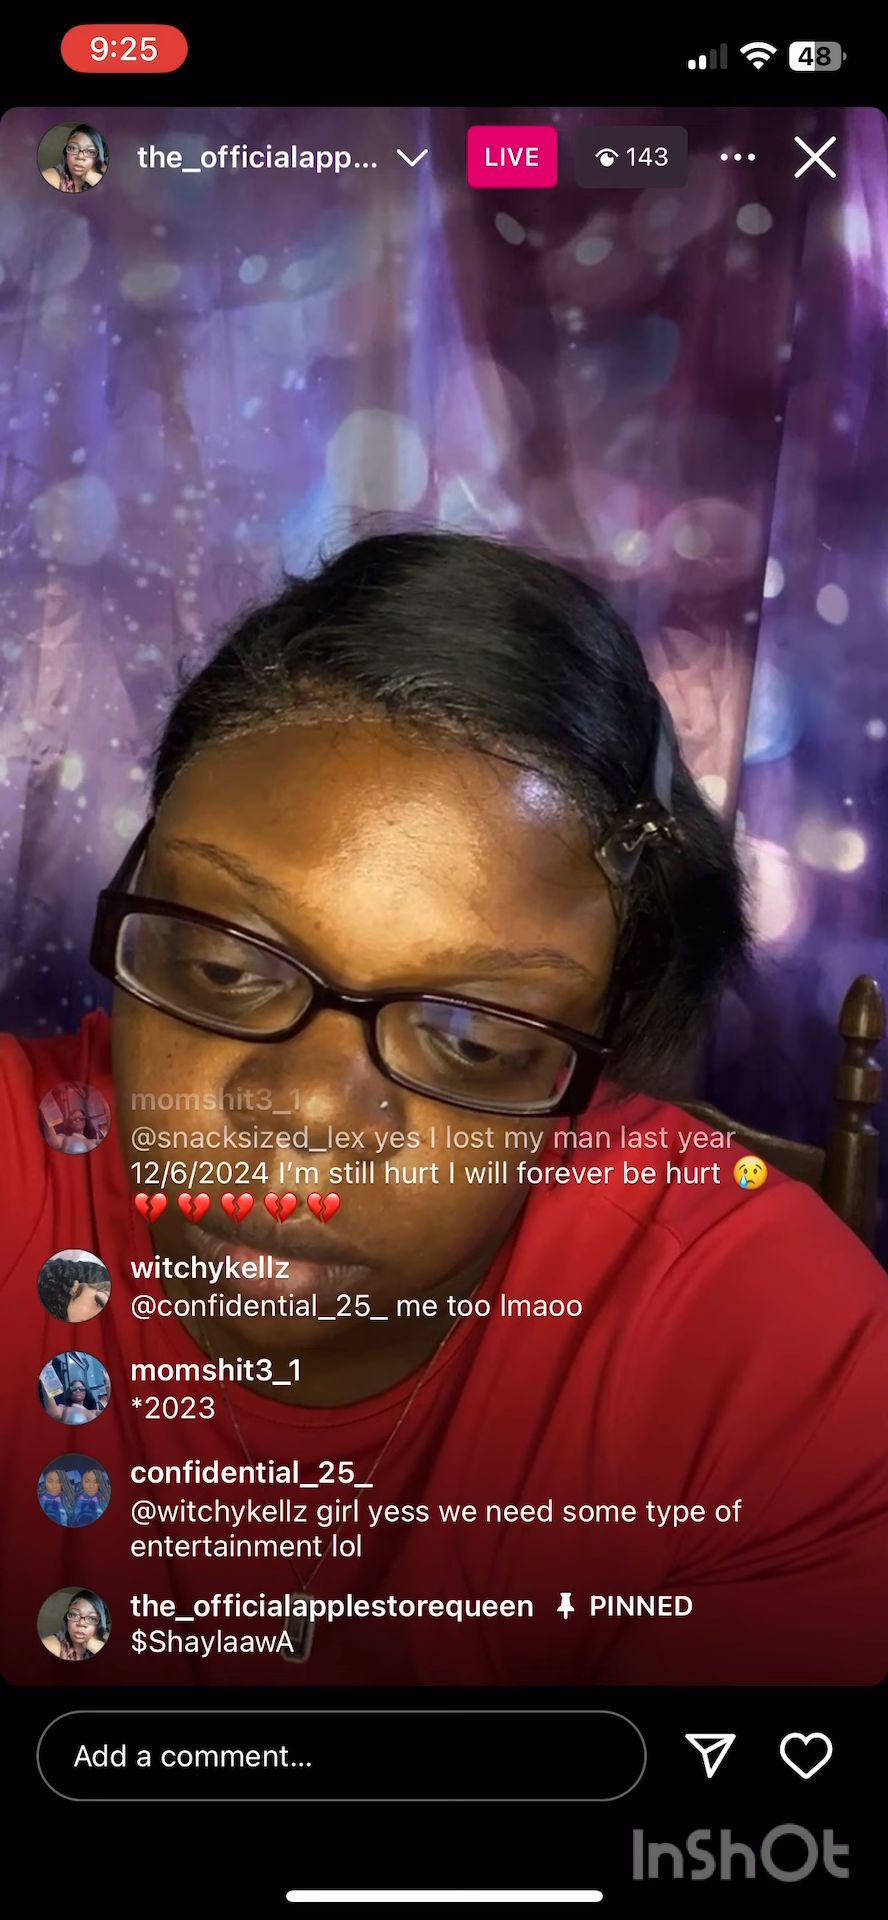 9:25
48
the_officialapp...
LIVE
143
momshit3_1
@snacksized_lex yes I lost my man last year
12/6/2024 I'm still hurt I will forever be hurt 😢
💔💔💔💔💔
witchykellz
@confidential_25_ me too lmaoo
momshit3_1
*2023
confidential_25_
@witchykellz girl yess we need some type of
entertainment lol
the_officialapplestorequeen PINNED
$ShaylaawA
Add a comment...
InShOt